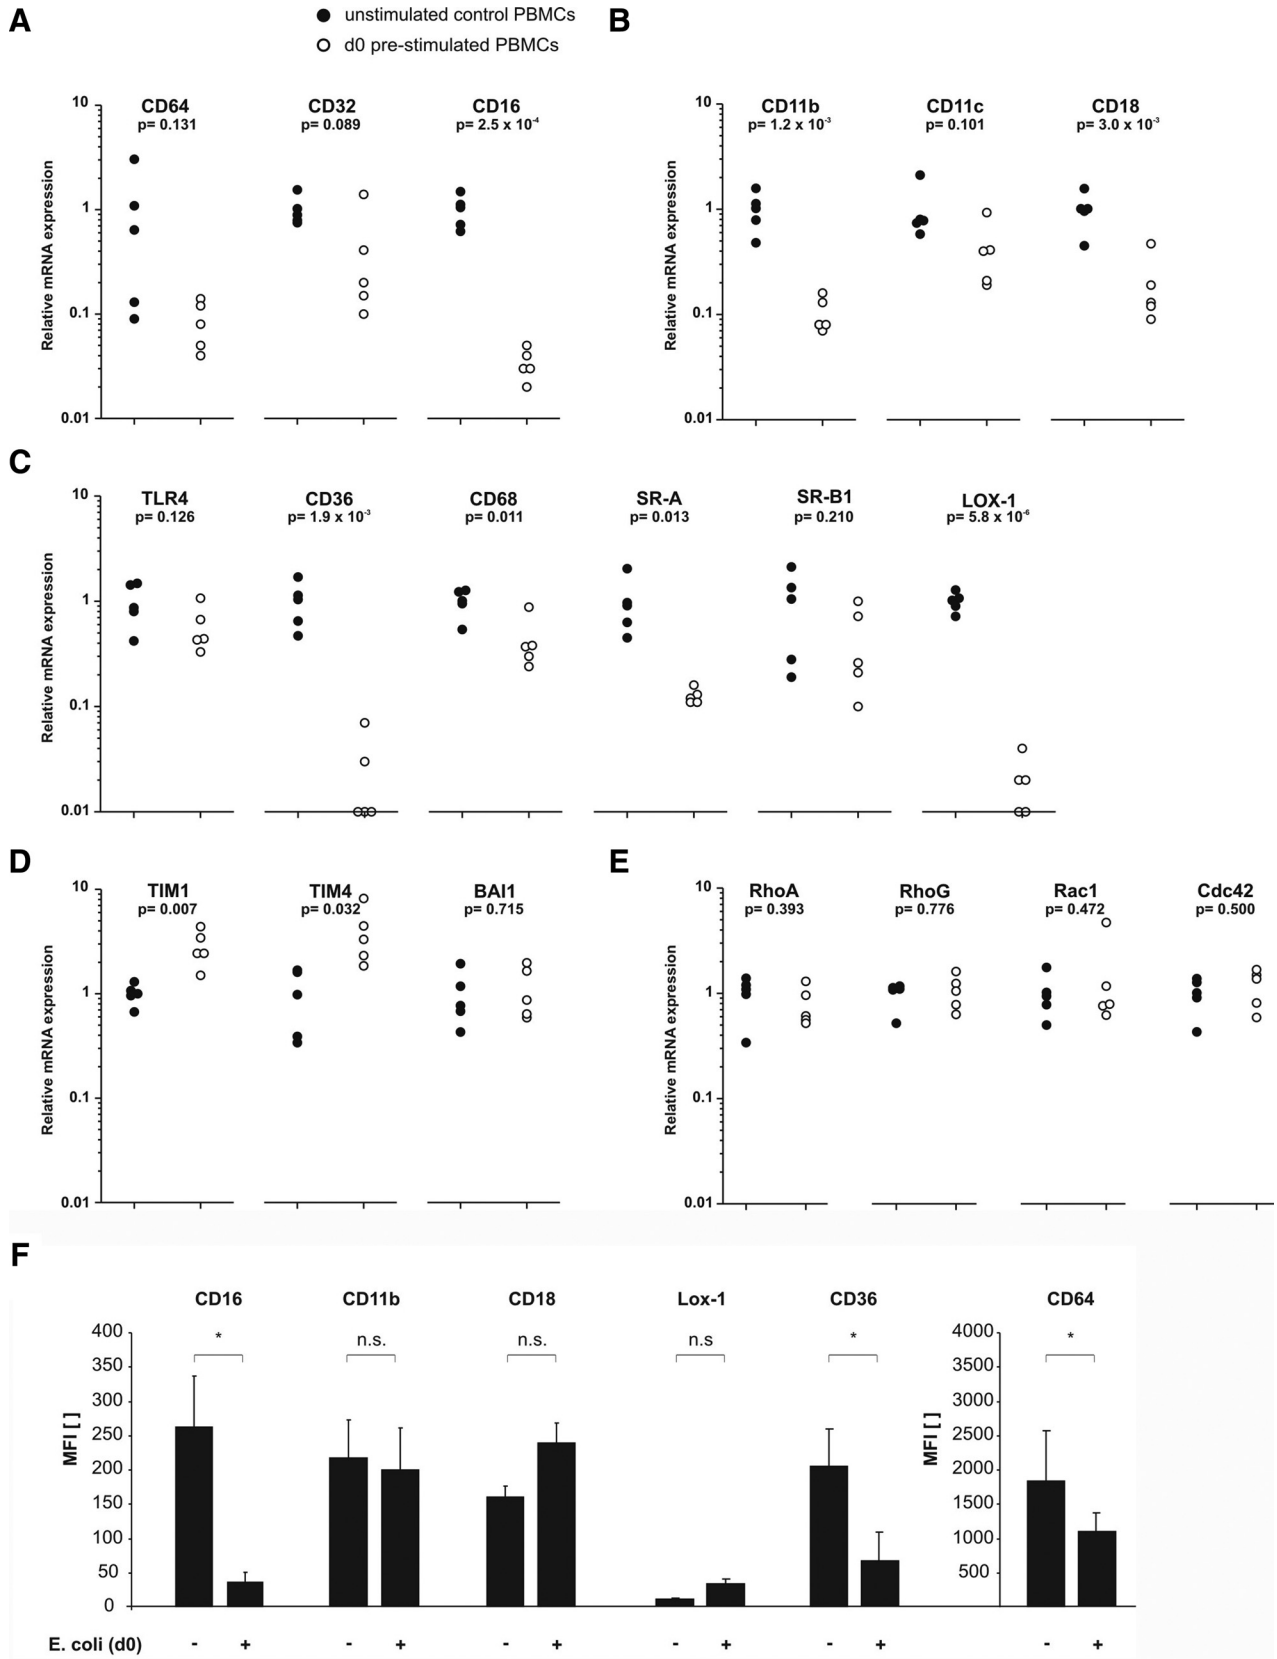 A
unstimulated control PBMCs
d0 pre-stimulated PBMCs
Relative mRNA expression
10
1
0.1
0.01
CD64
p= 0.131
CD32
p= 0.089
CD16
p= 2.5 x 10⁻⁴
B
Relative mRNA expression
10
1
0.1
0.01
CD11b
p= 1.2 x 10⁻³
CD11c
p= 0.101
CD18
p= 3.0 x 10⁻³
C
Relative mRNA expression
10
1
0.1
0.01
TLR4
p= 0.126
CD36
p= 1.9 x 10⁻³
CD68
p= 0.011
SR-A
p= 0.013
SR-B1
p= 0.210
LOX-1
p= 5.8 x 10⁻⁶
D
Relative mRNA expression
10
1
0.1
0.01
TIM1
p= 0.007
TIM4
p= 0.032
BAI1
p= 0.715
E
Relative mRNA expression
10
1
0.1
0.01
RhoA
p= 0.393
RhoG
p= 0.776
Rac1
p= 0.472
Cdc42
p= 0.500
F
MFI [ ]
400
350
300
250
200
150
100
50
0
CD16
*
CD11b
n.s.
CD18
n.s.
Lox-1
n.s
CD36
*
MFI [ ]
4000
3500
3000
2500
2000
1500
1000
500
CD64
*
E. coli (d0) - + - + - + - + - + - +